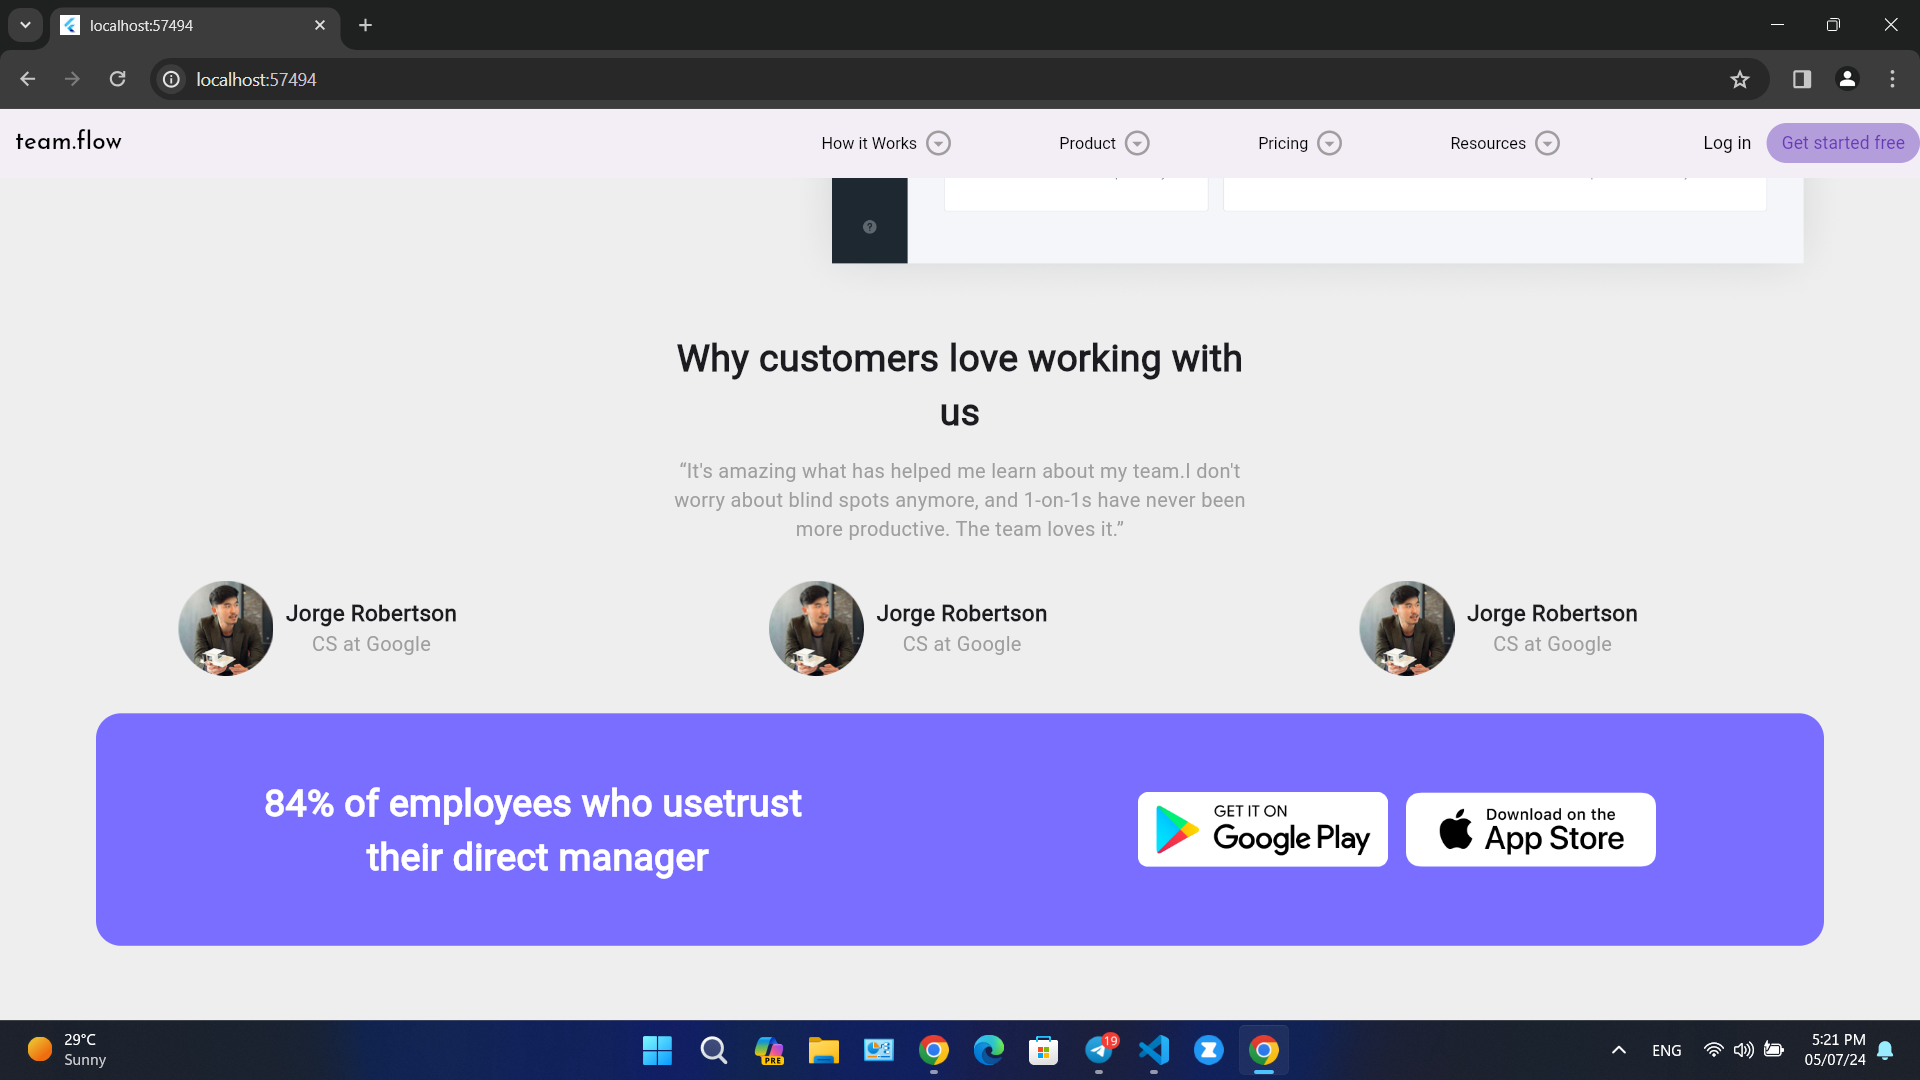 localhost:57494
localhost:57494
team.flow
How it Works
Product
Pricing
Resources
Log in
Get started free
Why customers love working with
us
“It's amazing what has helped me learn about my team.I don't
worry about blind spots anymore, and 1-on-1s have never been
more productive. The team loves it.”
Jorge Robertson
CS at Google
Jorge Robertson
CS at Google
Jorge Robertson
CS at Google
84% of employees who usetrust
their direct manager
GET IT ON
Google Play
Download on the
App Store
29°C
Sunny
PRE
19
ENG
5:21 PM
05/07/24